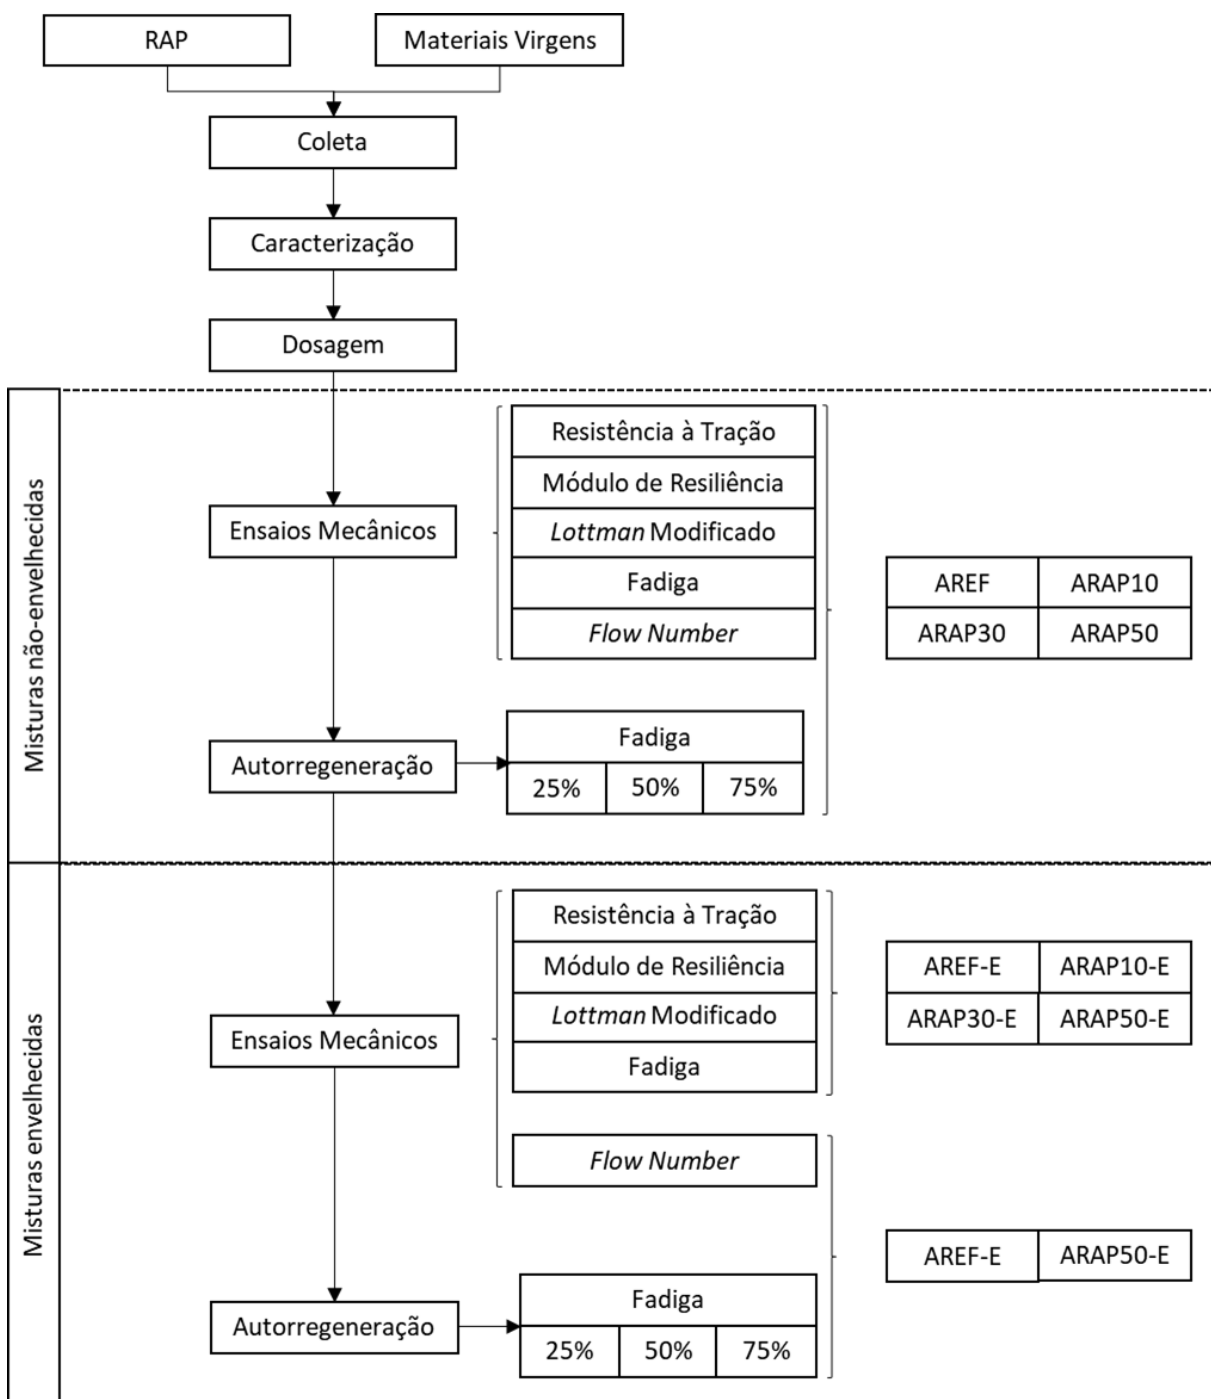 RAP
Materiais Virgens
Coleta
Caracterização
Dosagem
Misturas não-envelhecidas
Ensaios Mecânicos
Resistência à Tração
Módulo de Resiliência
Lottman Modificado
Fadiga
Flow Number
AREF
ARAP10
ARAP30
ARAP50
Autorregeneração
Fadiga
25%
50%
75%
Misturas envelhecidas
Ensaios Mecânicos
Resistência à Tração
Módulo de Resiliência
Lottman Modificado
Fadiga
AREF-E
ARAP10-E
ARAP30-E
ARAP50-E
Flow Number
Autorregeneração
Fadiga
25%
50%
75%
AREF-E
ARAP50-E